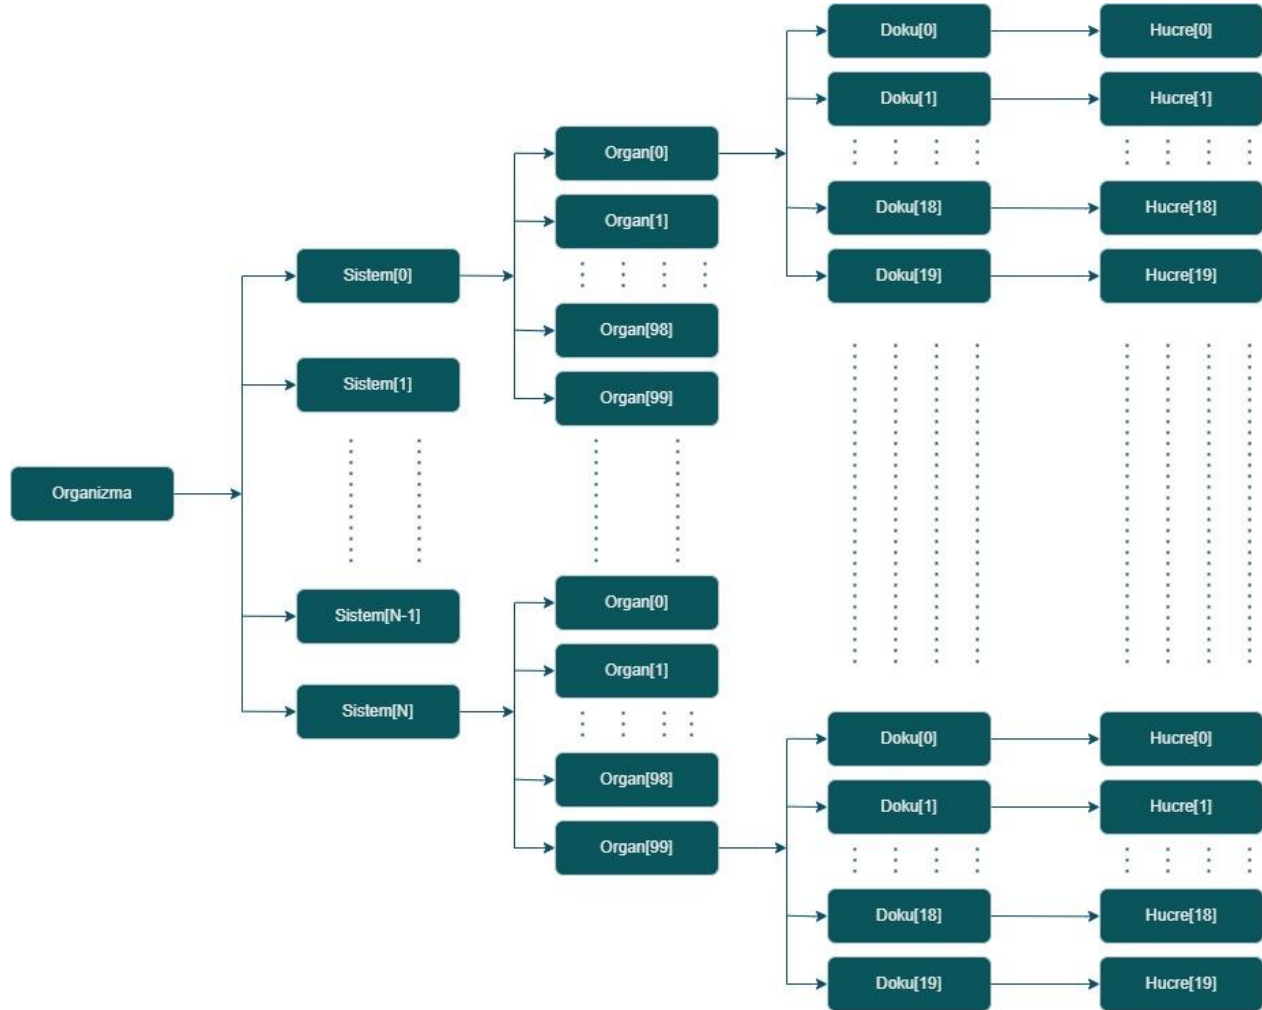 Organizma
Sistem[0]
Sistem[1]
Sistem[N-1]
Sistem[N]
Organ[0]
Organ[1]
Organ[98]
Organ[99]
Organ[0]
Organ[1]
Organ[98]
Organ[99]
Doku[0]
Doku[1]
Doku[18]
Doku[19]
Doku[0]
Doku[1]
Doku[18]
Doku[19]
Hucre[0]
Hucre[1]
Hucre[18]
Hucre[19]
Hucre[0]
Hucre[1]
Hucre[18]
Hucre[19]